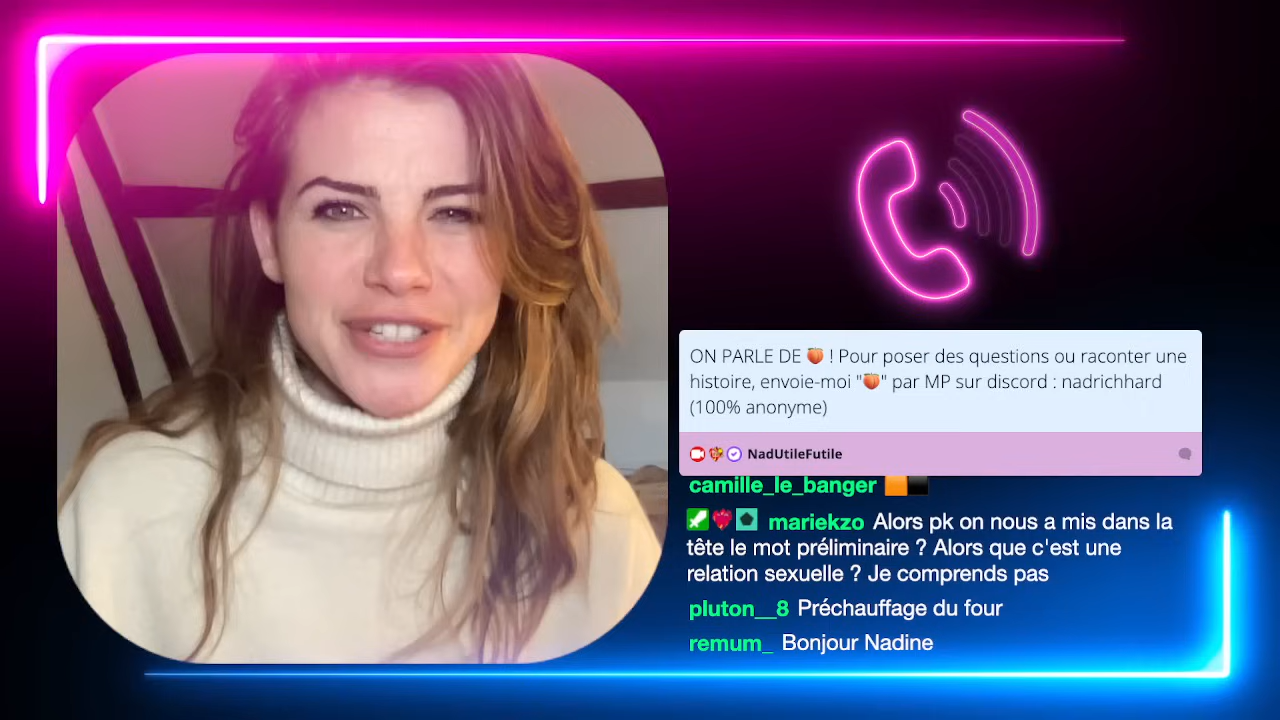 ON PARLE DE 🍑 ! Pour poser des questions ou raconter une
histoire, envoie-moi "🍑" par MP sur discord : nadrichhard
(100% anonyme)
NadUtileFutile
camille_le_banger
mariekzo Alors pk on nous a mis dans la
tête le mot préliminaire ? Alors que c'est une
relation sexuelle ? Je comprends pas
pluton__8 Préchauffage du four
remum_ Bonjour Nadine